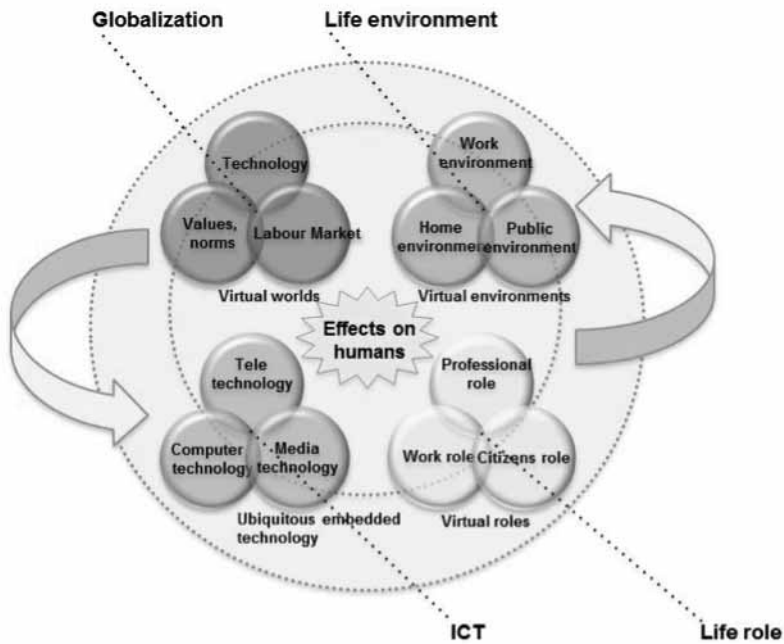 Globalization
Life environment
Technology
Values,
norms
Labour Market
Virtual worlds
Work
environment
Home
environment
Public
environment
Virtual environments
Effects on
humans
Tele
technology
Computer
technology
Media
technology
Ubiquitous embedded
technology
Professional
role
Work role
Citizens role
Virtual roles
ICT
Life role